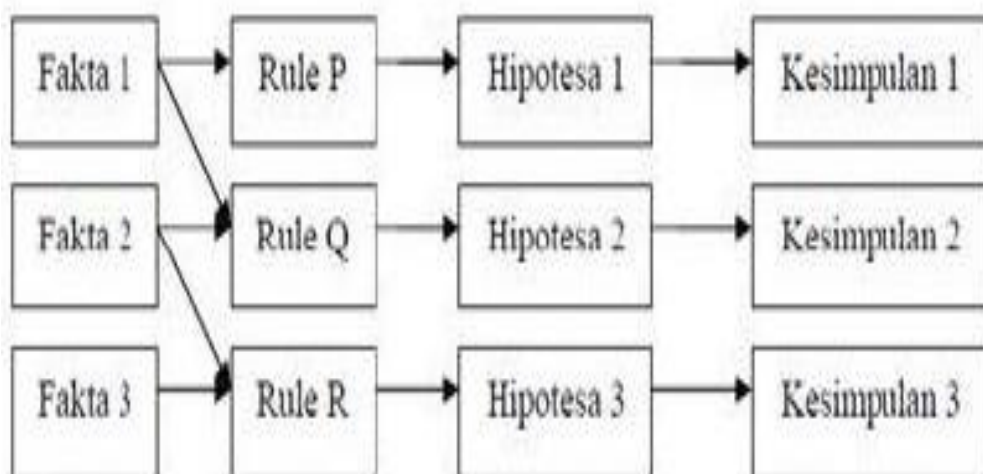 Fakta 1
Rule P
Hipotesa 1
Kesimpulan 1
Fakta 2
Rule Q
Hipotesa 2
Kesimpulan 2
Fakta 3
Rule R
Hipotesa 3
Kesimpulan 3